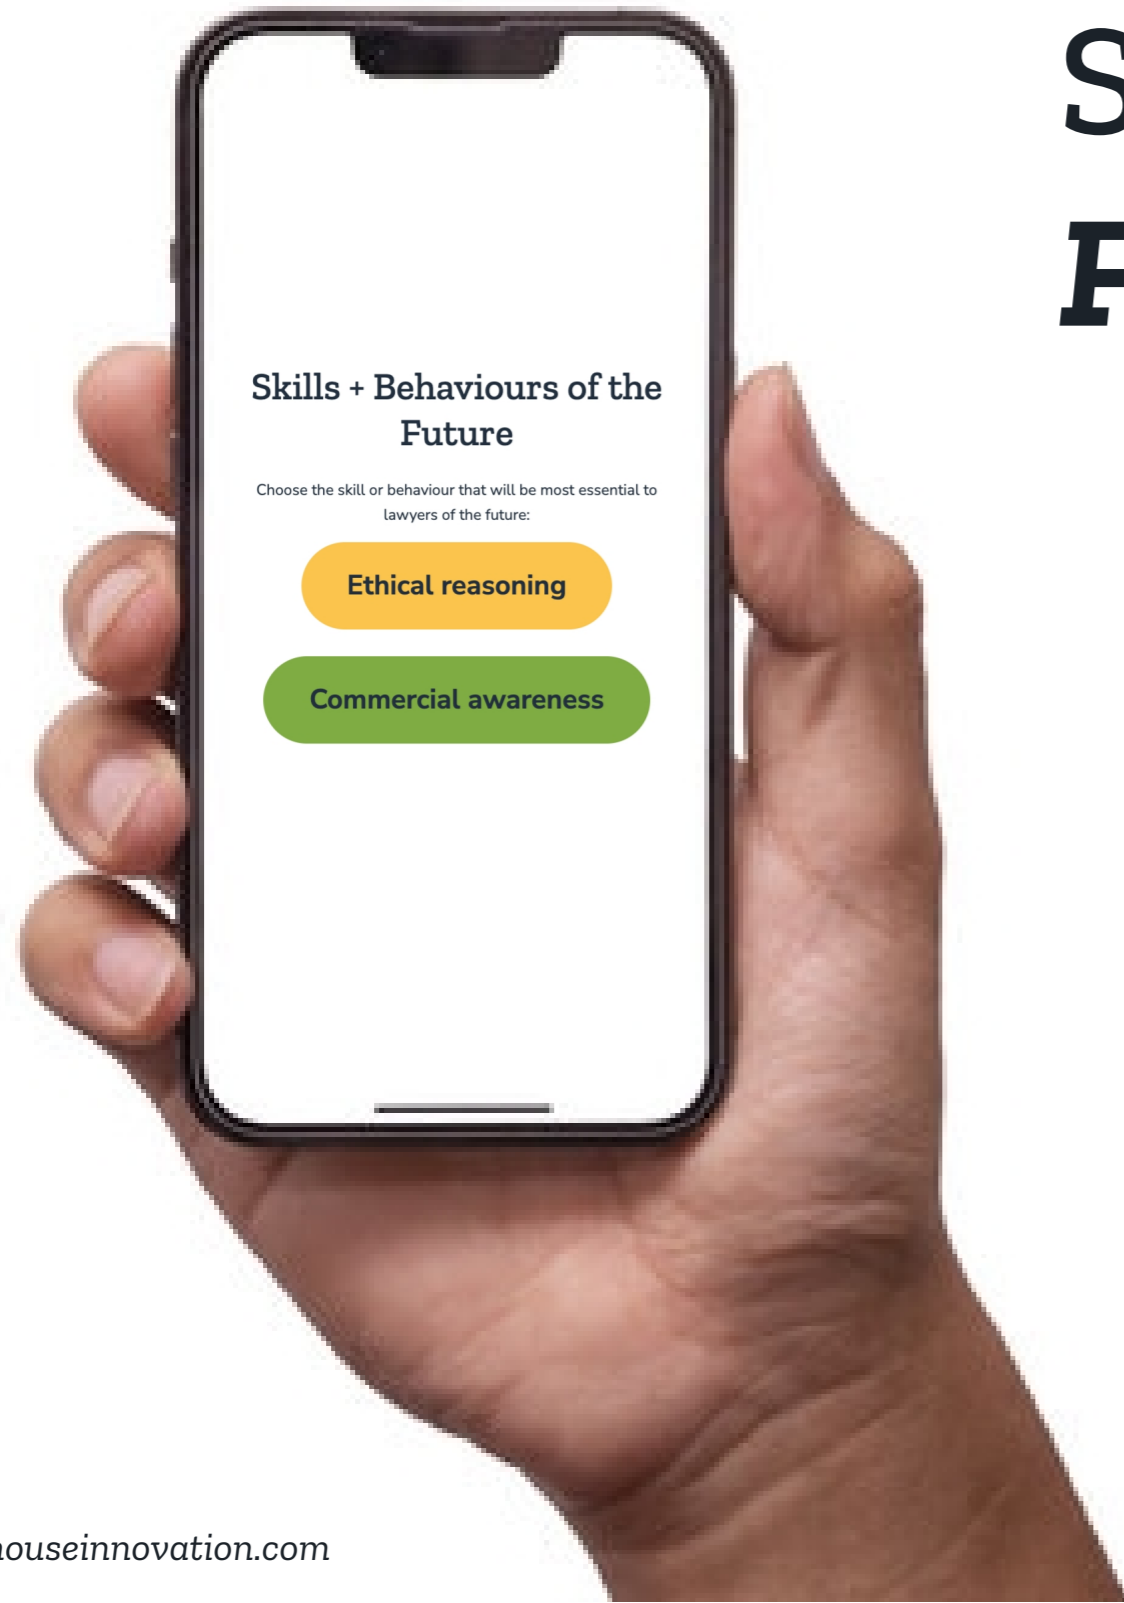 Skills + Behaviours of the
Future
Choose the skill or behaviour that will be most essential to
lawyers of the future:
Ethical reasoning
Commercial awareness
houseinnovation.com